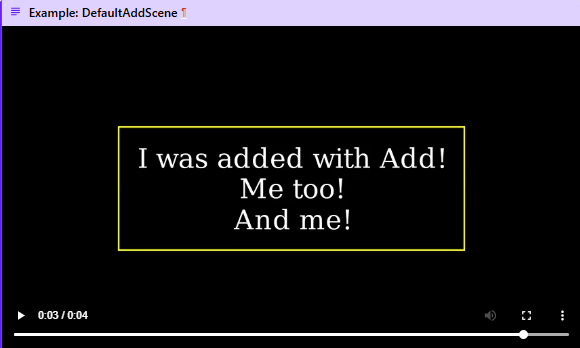 Example: DefaultAddScene ¶
I was added with Add!
Me too!
And me!
0:03 / 0:04